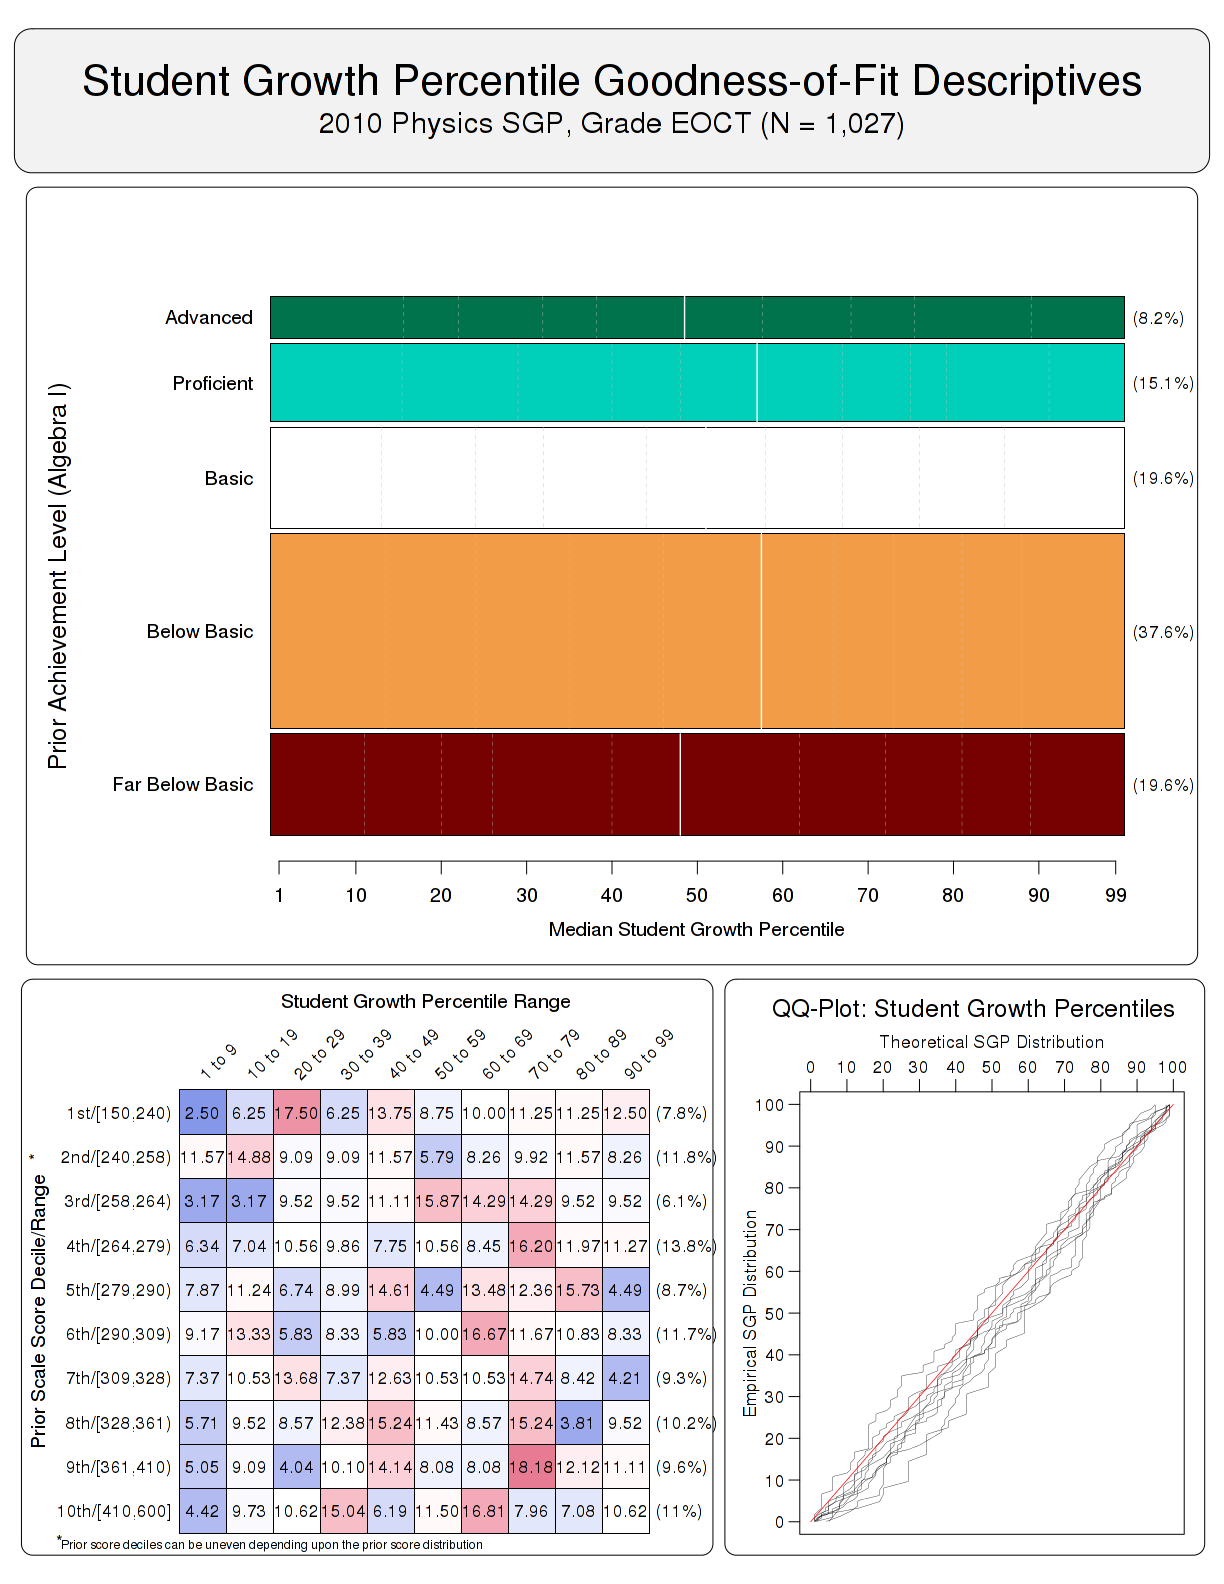 Student Growth Percentile Goodness-of-Fit Descriptives
2010 Physics SGP, Grade EOCT (N = 1,027)
Prior Achievement Level (Algebra I)
Advanced (8.2%)
Proficient (15.1%)
Basic (19.6%)
Below Basic (37.6%)
Far Below Basic (19.6%)
1 10 20 30 40 50 60 70 80 90 99
Median Student Growth Percentile
Student Growth Percentile Range
1 to 9 10 to 19 20 to 29 30 to 39 40 to 49 50 to 59 60 to 69 70 to 79 80 to 89 90 to 99
Prior Scale Score Decile/Range *
1st/[150,240) 2.50 6.25 17.50 6.25 13.75 8.75 10.00 11.25 11.25 12.50 (7.8%)
2nd/[240,258) 11.57 14.88 9.09 9.09 11.57 5.79 8.26 9.92 11.57 8.26 (11.8%)
3rd/[258,264) 3.17 3.17 9.52 9.52 11.11 15.87 14.29 14.29 9.52 9.52 (6.1%)
4th/[264,279) 6.34 7.04 10.56 9.86 7.75 10.56 8.45 16.20 11.97 11.27 (13.8%)
5th/[279,290) 7.87 11.24 6.74 8.99 14.61 4.49 13.48 12.36 15.73 4.49 (8.7%)
6th/[290,309) 9.17 13.33 5.83 8.33 5.83 10.00 16.67 11.67 10.83 8.33 (11.7%)
7th/[309,328) 7.37 10.53 13.68 7.37 12.63 10.53 10.53 14.74 8.42 4.21 (9.3%)
8th/[328,361) 5.71 9.52 8.57 12.38 15.24 11.43 8.57 15.24 3.81 9.52 (10.2%)
9th/[361,410) 5.05 9.09 4.04 10.10 14.14 8.08 8.08 18.18 12.12 11.11 (9.6%)
10th/[410,600] 4.42 9.73 10.62 15.04 6.19 11.50 16.81 7.96 7.08 10.62 (11%)
*Prior score deciles can be uneven depending upon the prior score distribution
QQ-Plot: Student Growth Percentiles
Theoretical SGP Distribution
0 10 20 30 40 50 60 70 80 90 100
Empirical SGP Distribution
100
90
80
70
60
50
40
30
20
10
0